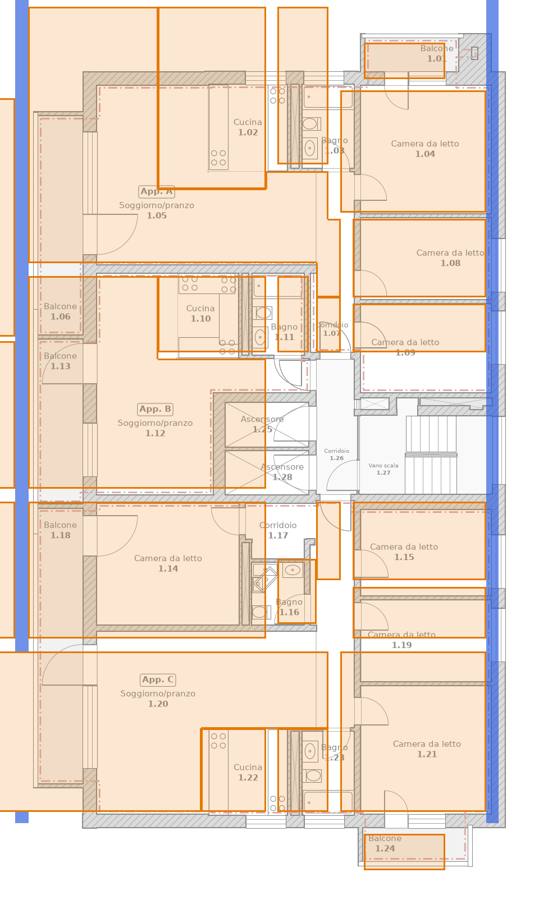 Balcone
1.01
Cucina
1.02
Bagno
1.03
Camera da letto
1.04
App. A
Soggiorno/pranzo
1.05
Camera da letto
1.08
Balcone
1.06
Cucina
1.10
Bagno
1.11
Corridoio
1.07
Camera da letto
1.09
Balcone
1.13
App. B
Soggiorno/pranzo
1.12
Ascensore
1.25
Corridoio
1.26
Vano scala
1.27
Ascensore
1.28
Balcone
1.18
Corridoio
1.17
Camera da letto
1.14
Camera da letto
1.15
Bagno
1.16
Camera da letto
1.19
App. C
Soggiorno/pranzo
1.20
Bagno
1.23
Camera da letto
1.21
Cucina
1.22
Balcone
1.24